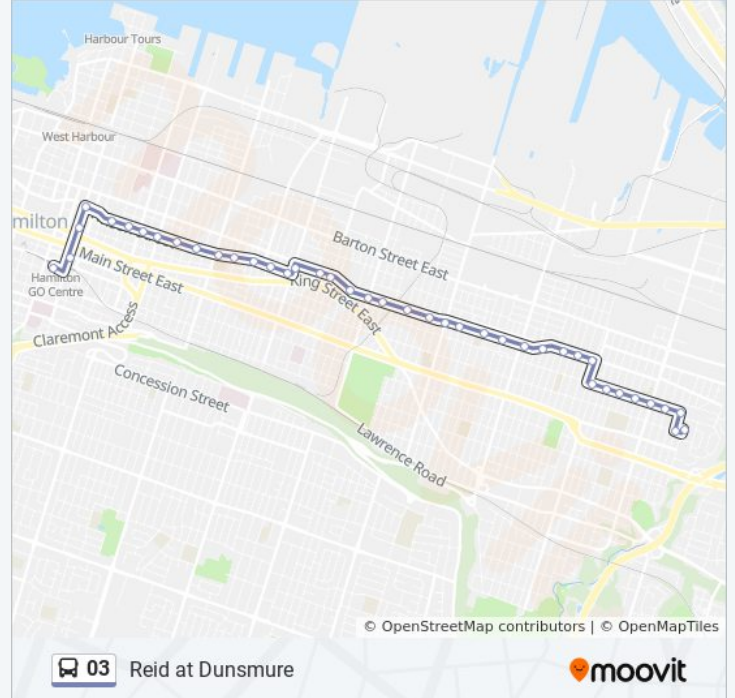 Harbour Tours
West Harbour
milton
Barton Street East
Main Street East
Hamilton
GO Centre
King Street East
Claremont Access
Concession Street
Lawrence Road
© OpenStreetMap contributors | © OpenMapTiles
03 Reid at Dunsmure
moovit